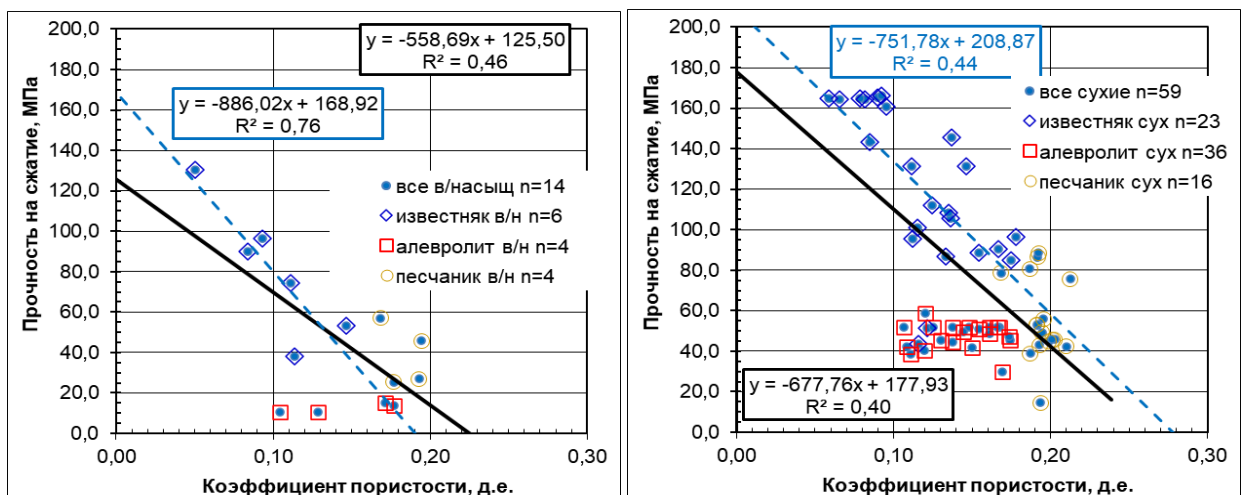 200,0
180,0
160,0
140,0
120,0
100,0
80,0
60,0
40,0
20,0
0,0
Прочность на сжатие, МПа
y = -558,69x + 125,50
R² = 0,46
y = -886,02x + 168,92
R² = 0,76
все в/насыщ n=14
известняк в/н n=6
алевролит в/н n=4
песчаник в/н n=4
0,00 0,10 0,20 0,30
Коэффициент пористости, д.е.
200,0
180,0
160,0
140,0
120,0
100,0
80,0
60,0
40,0
20,0
0,0
Прочность на сжатие, МПа
y = -751,78x + 208,87
R² = 0,44
все сухие n=59
известняк сух n=23
алевролит сух n=36
песчаник сух n=16
y = -677,76x + 177,93
R² = 0,40
0,00 0,10 0,20 0,30
Коэффициент пористости, д.е.